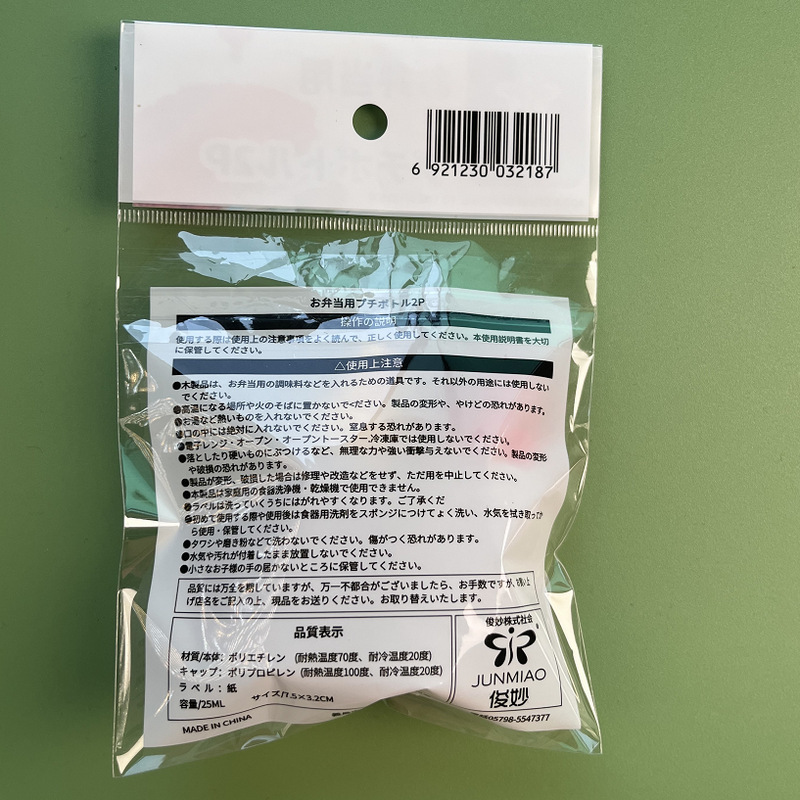 6 921230 032187
お弁当用プチボトル2P
操作の説明
使用する際は使用上の注意事項をよく読んで、正しく使用してください。本使用説明書を大切
に保管してください。
△使用上注意
●木製品は、お弁当用の調味料などを入れるための道具です。それ以外の用途には使用しない
でください。
●高温になる場所や火のそばに置かないでください。製品の変形や、やけどの恐れがあります。
●お湯など熱いものを入れないでください。
●口の中には絶対に入れないでください。窒息する恐れがあります。
●電子レンジ・オーブン・オーブントースター.冷凍庫では使用しないでください。
●落としたり硬いものにぶつけるなど、無理な力や強い衝撃与えないでください。製品の変形
や破損の恐れがあります。
●製品が変形、破損した場合は修理や改造などをせず、ただ用を中止してください。
●本製品は家庭用の食器洗浄機・乾燥機で使用できません。
●ラベルは洗っていくうちにはがれやすくなります。ご了承くだ
●初めて使用する際や使用後は食器用洗剤をスポンジにつけてよく洗い、水気を拭き取ってか
ら使用・保管してください。
●タワシや磨き粉などで洗わないでください。傷がつく恐れがあります。
●水気や汚れが付着したまま放置しないでください。
●小さなお子様の手の届かないところに保管してください。
品質には万全を期していますが、万一不都合がございましたら、お手数ですが、お買い上
げ店名をご記入の上、現品をお送りください。お取り替えいたします。
品質表示
材質/本体: ポリエチレン (耐熱温度70度、耐冷温度20度)
キャップ: ポリプロピレン (耐熱温度100度、耐冷温度20度)
ラベル: 紙
容量/25ML サイズ/7.5×3.2CM
MADE IN CHINA
俊妙株式会社
JUNMIAO
俊妙
05798-5547377